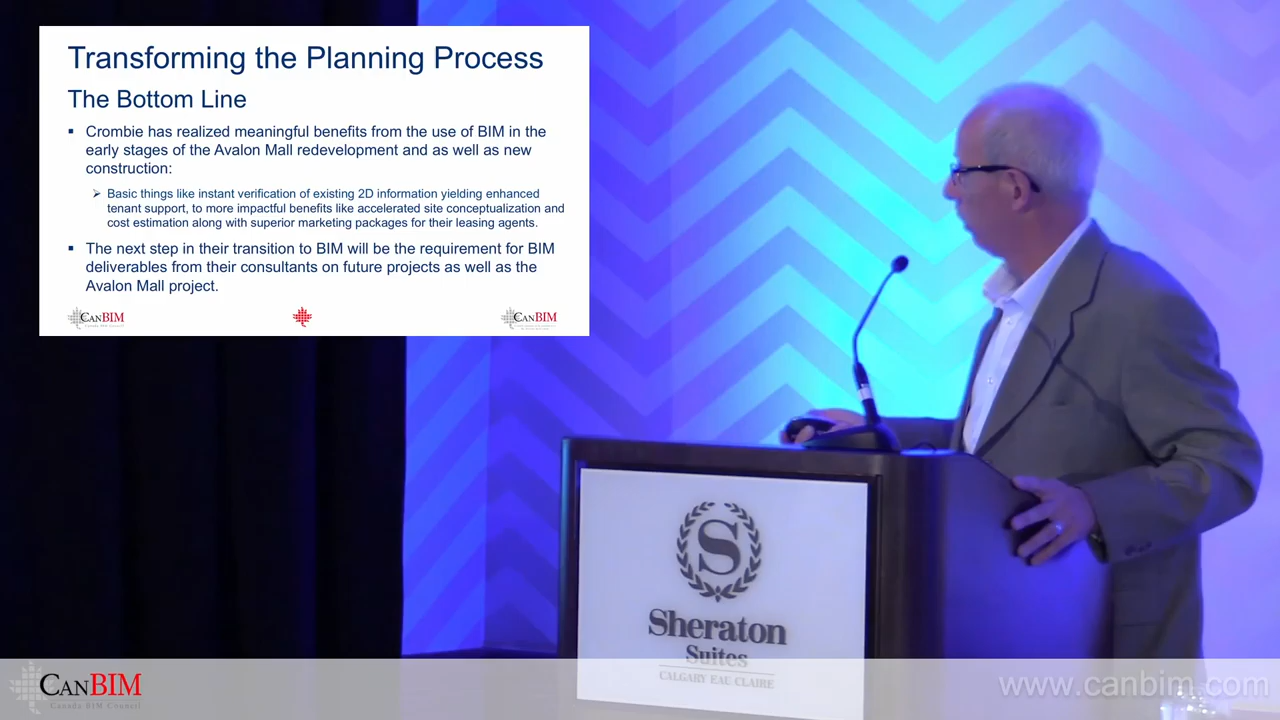 Transforming the Planning Process
The Bottom Line
▪ Crombie has realized meaningful benefits from the use of BIM in the
early stages of the Avalon Mall redevelopment and as well as new
construction:
➢ Basic things like instant verification of existing 2D information yielding enhanced
tenant support, to more impactful benefits like accelerated site conceptualization and
cost estimation along with superior marketing packages for their leasing agents.
▪ The next step in their transition to BIM will be the requirement for BIM
deliverables from their consultants on future projects as well as the
Avalon Mall project.
CANBIM
CANBIM
S
Sheraton
Suites
CALGARY EAU CLAIRE
CANBIM
Canada BIM Council
www.canbim.com